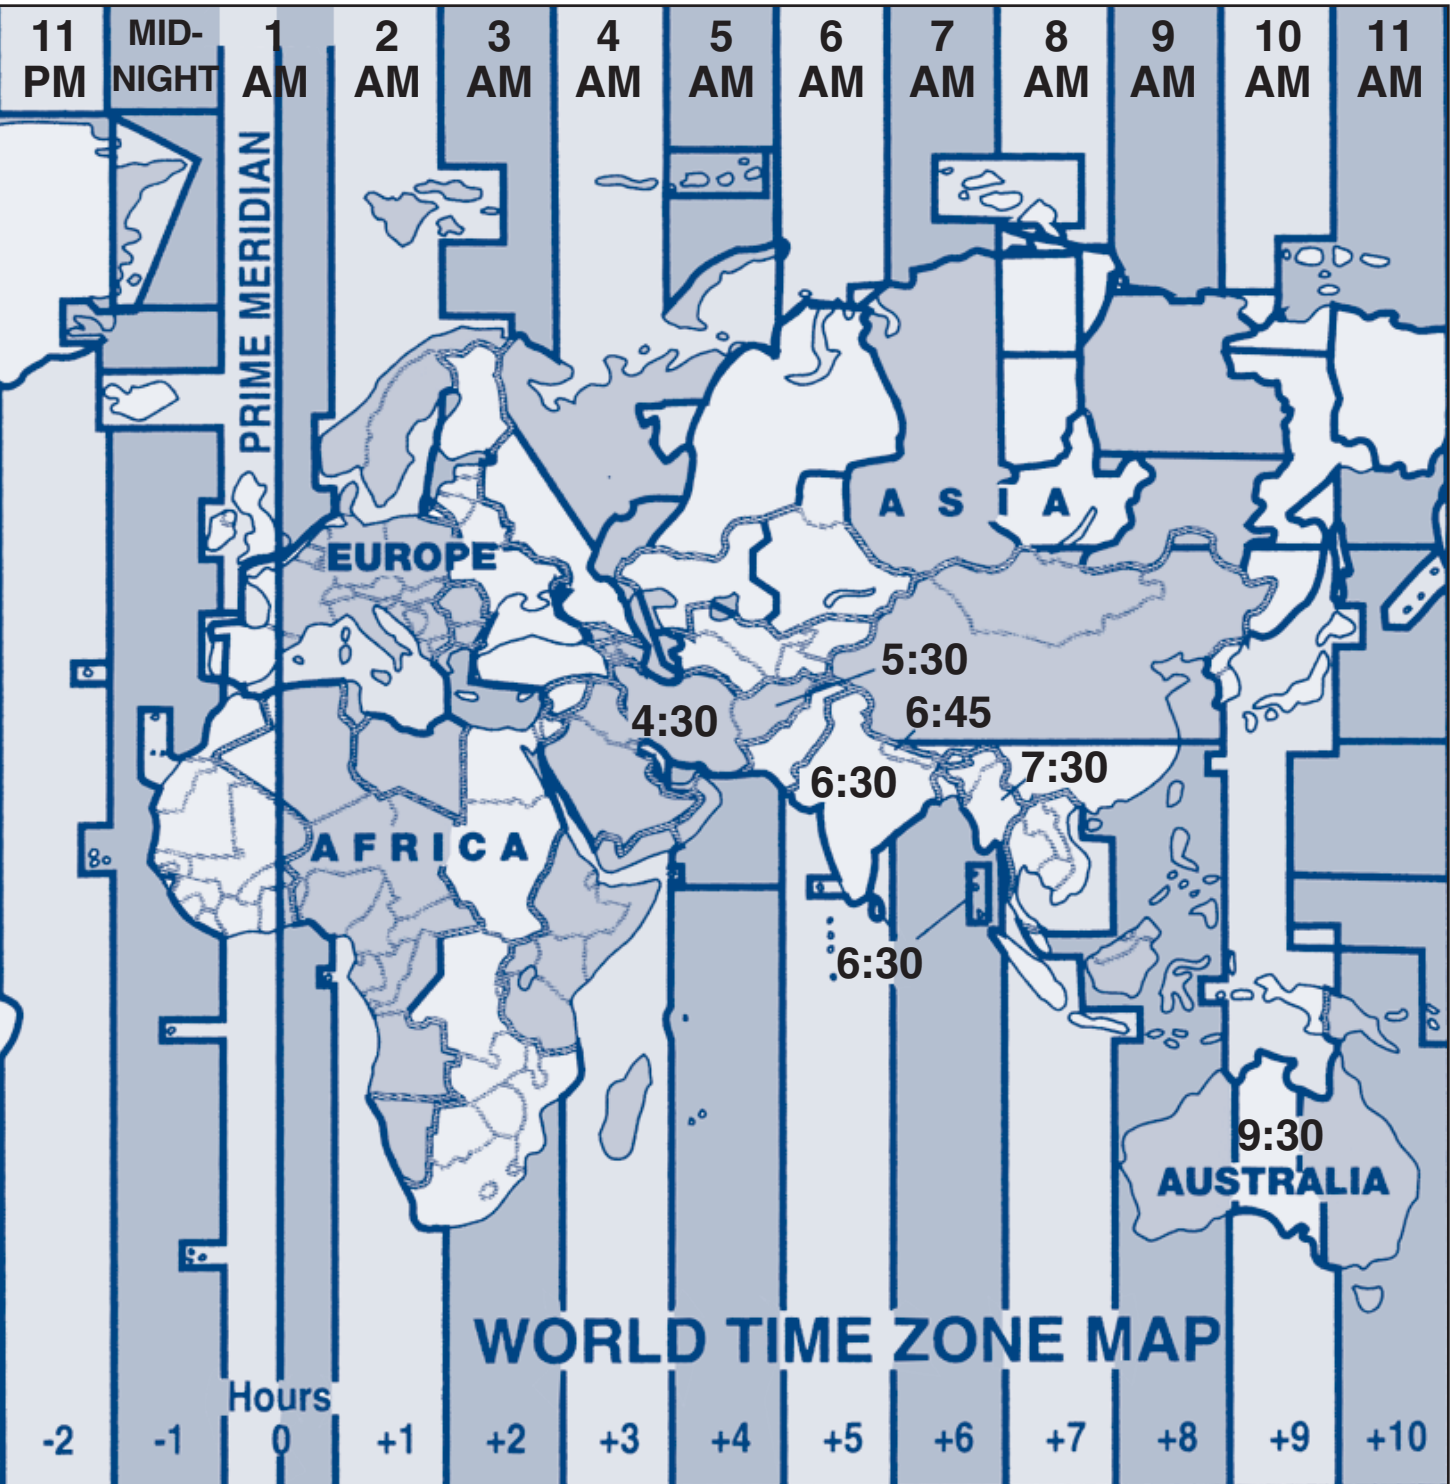 11 MID- 1 2 3 4 5 6 7 8 9 10 11
PM NIGHT AM AM AM AM AM AM AM AM AM AM AM
PRIME MERIDIAN
ASIA
EUROPE
5:30
6:45
4:30
7:30
6:30
AFRICA
6:30
9:30
AUSTRALIA
WORLD TIME ZONE MAP
Hours
-2 -1 0 +1 +2 +3 +4 +5 +6 +7 +8 +9 +10